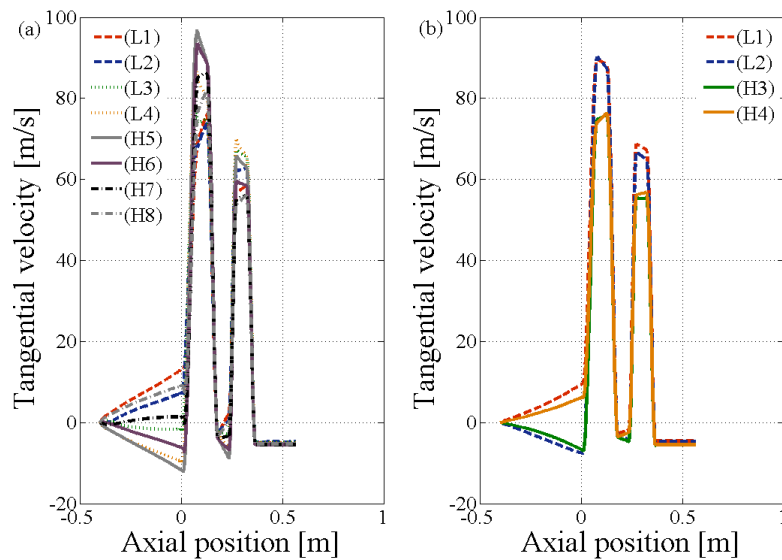 (a)
Tangential velocity [m/s]
100
80
60
40
20
0
-20
-0.5
0
0.5
1
Axial position [m]
(L1)
(L2)
(L3)
(L4)
(H5)
(H6)
(H7)
(H8)
(b)
Tangential velocity [m/s]
100
80
60
40
20
0
-20
-0.5
0
0.5
1
Axial position [m]
(L1)
(L2)
(H3)
(H4)